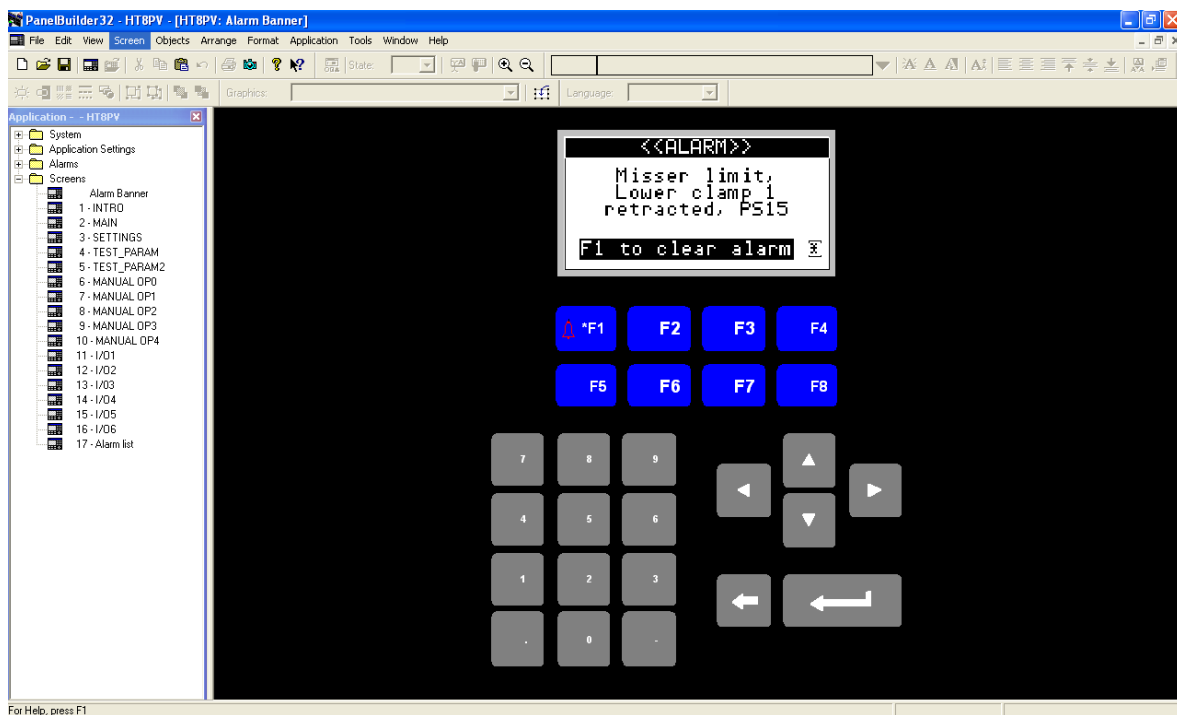 PanelBuilder32 - HT8PV - [HT8PV: Alarm Banner]
File Edit View Screen Objects Arrange Format Application Tools Window Help
State:
Graphics:
Language:
Application - - HT8PV
System
Application Settings
Alarms
Screens
Alarm Banner
1 - INTRO
2 - MAIN
3 - SETTINGS
4 - TEST_PARAM
5 - TEST_PARAM2
6 - MANUAL OP0
7 - MANUAL OP1
8 - MANUAL OP2
9 - MANUAL OP3
10 - MANUAL OP4
11 - I/O1
12 - I/O2
13 - I/O3
14 - I/O4
15 - I/O5
16 - I/O6
17 - Alarm list
<<ALARM>>
Misser limit,
Lower clamp 1
retracted, PS15
F1 to clear alarm
*F1 F2 F3 F4
F5 F6 F7 F8
7 8 9
4 5 6
1 2 3
. 0 -
For Help, press F1